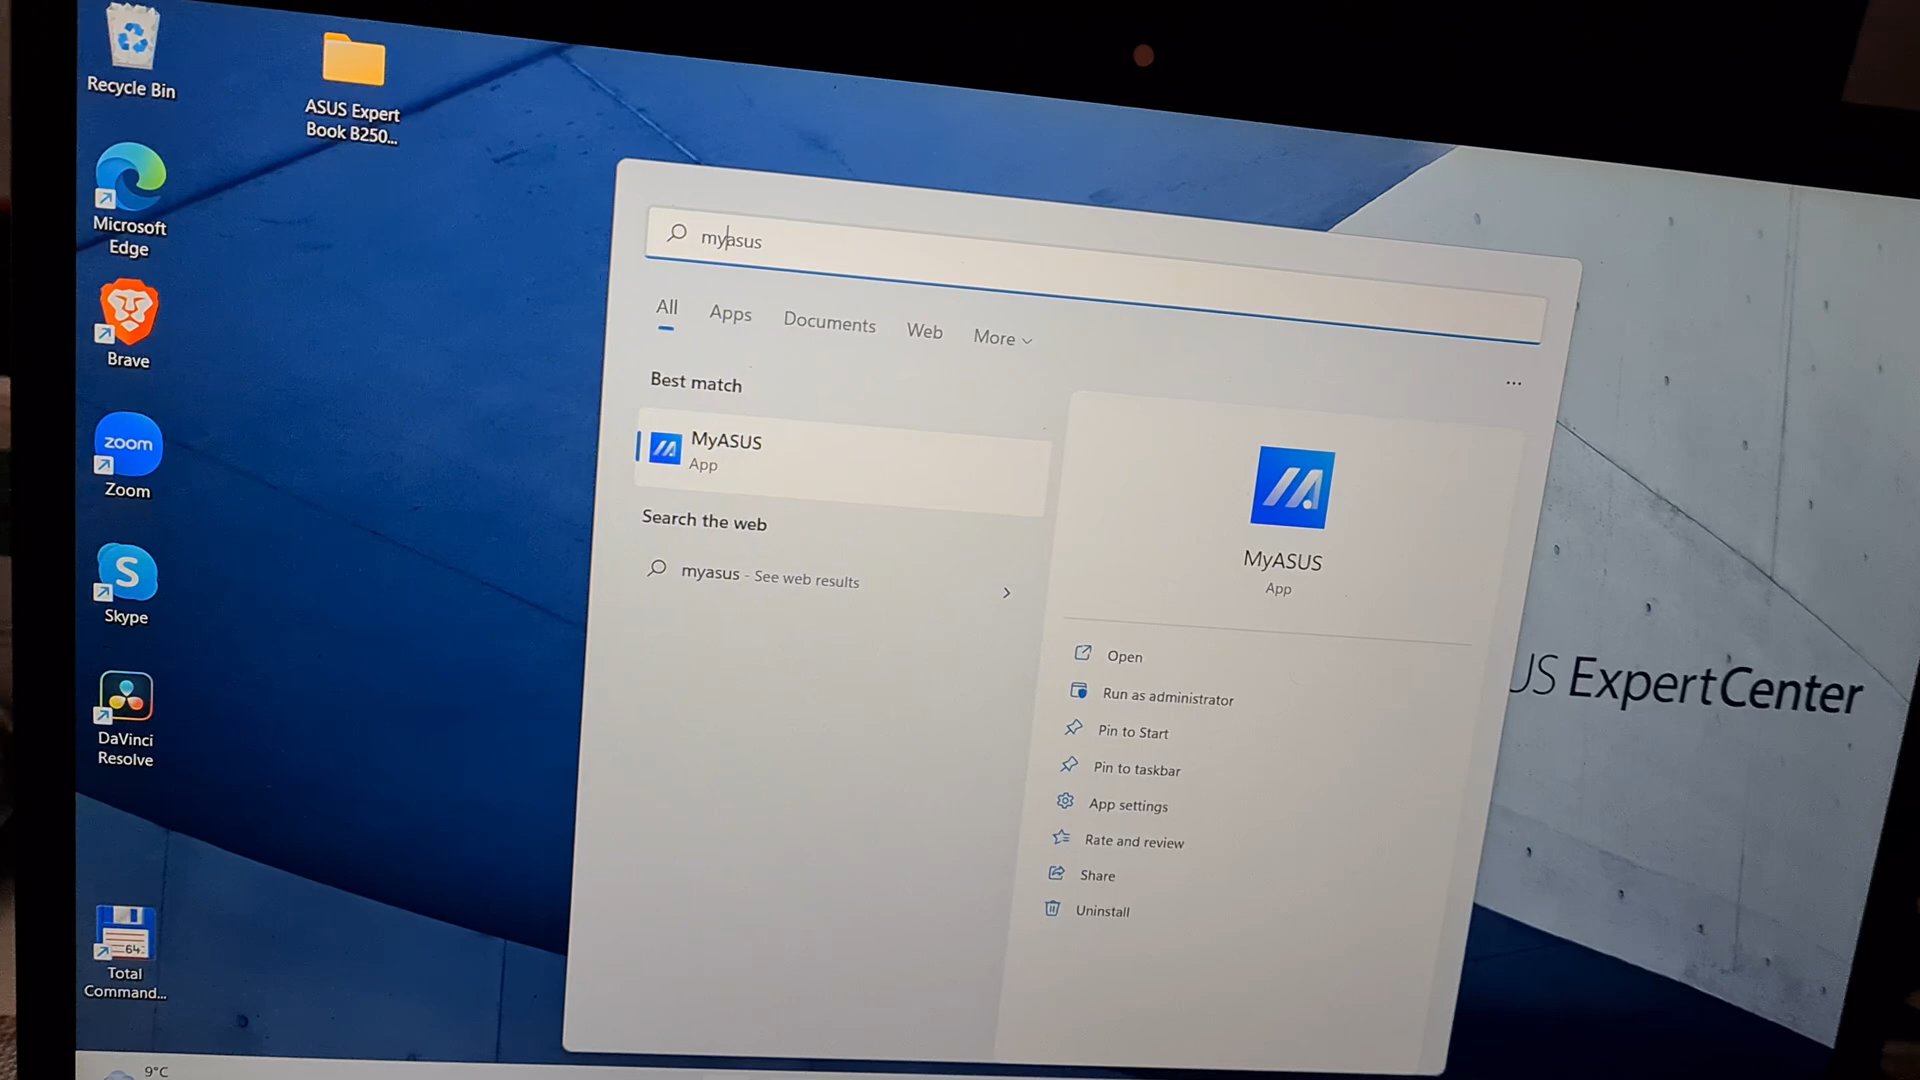 Recycle Bin
ASUS Expert
Book B250...
Microsoft
Edge
Brave
zoom
Zoom
S
Skype
DaVinci
Resolve
64
Total
Command...
9°C
myasus
All
Apps
Documents
Web
More
...
Best match
MyASUS
App
Search the web
myasus - See web results
MyASUS
App
Open
Run as administrator
Pin to Start
Pin to taskbar
App settings
Rate and review
Share
Uninstall
US ExpertCenter